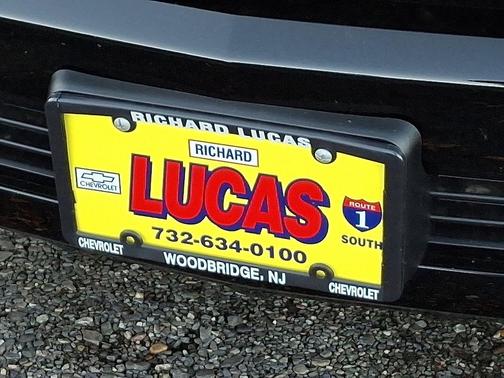 RICHARD LUCAS
RICHARD
CHEVROLET
LUCAS
ROUTE
1
SOUTH
732-634-0100
CHEVROLET
WOODBRIDGE, NJ
CHEVROLET